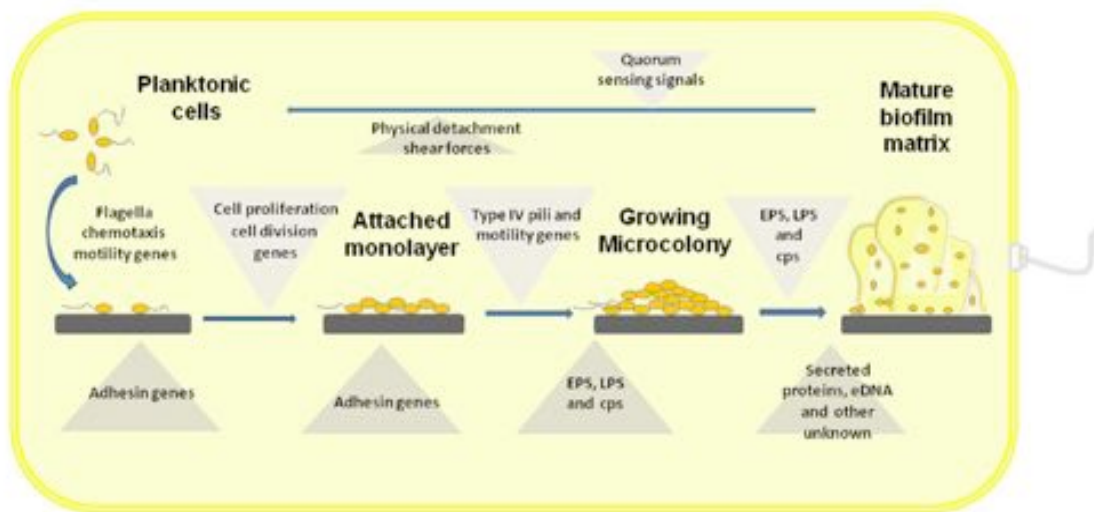 Planktonic
cells
Quorum
sensing signals
Physical detachment
shear forces
Mature
biofilm
matrix
Flagella
chemotaxis
motility genes
Cell proliferation
cell division
genes
Attached
monolayer
Type IV pili and
motility genes
Growing
Microcolony
EPS, LPS
and
cps
Adhesin genes
Adhesin genes
EPS, LPS
and cps
Secreted
proteins, eDNA
and other
unknown